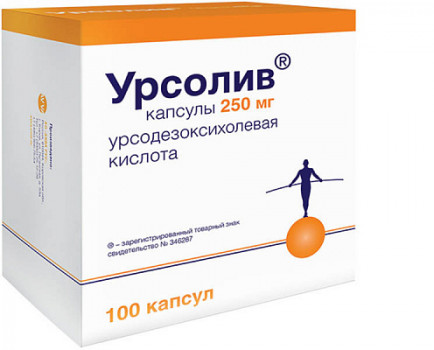 Урсолив®
капсулы 250 мг
урсодезоксихолевая
кислота
® – зарегистрированный товарный знак
свидетельство № 346287
100 капсул